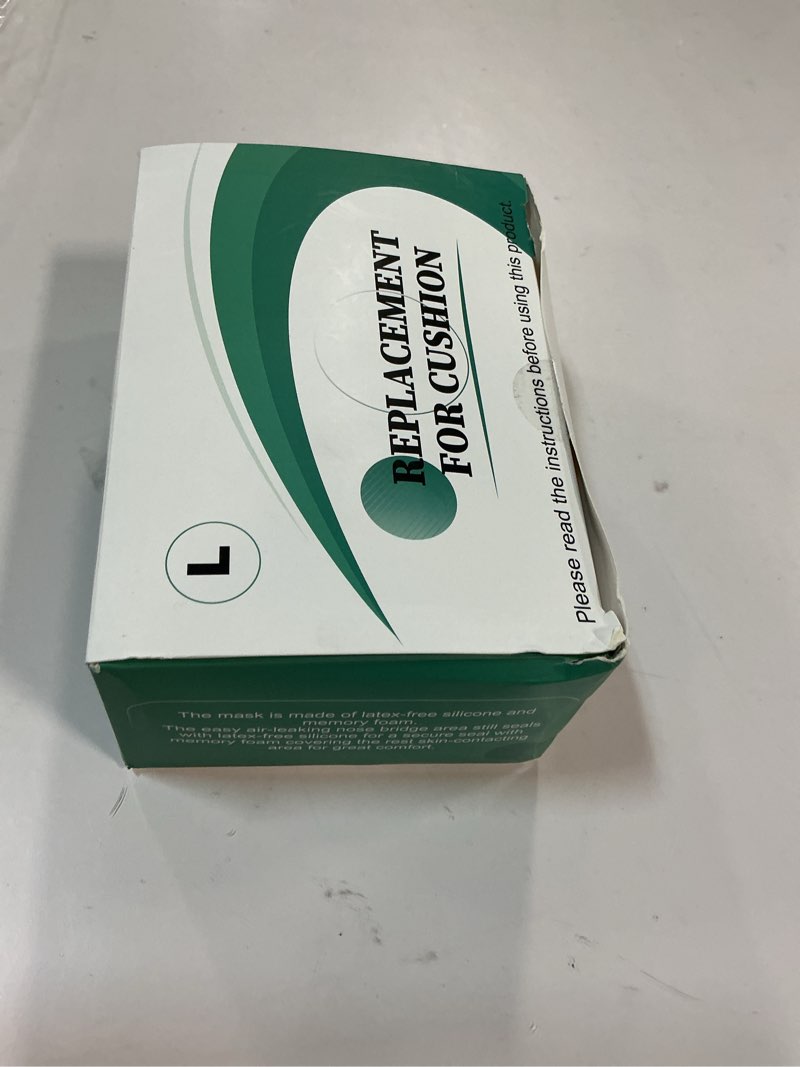 L
REPLACEMENT
FOR CUSHION
Please read the instructions before using this product.
The mask is made of latex-free silicone and
memory foam.
The easy air-leaking nose bridge area still seals
with latex-free silicone for a secure seal with
memory foam covering the rest skin-contacting
area for great comfort.